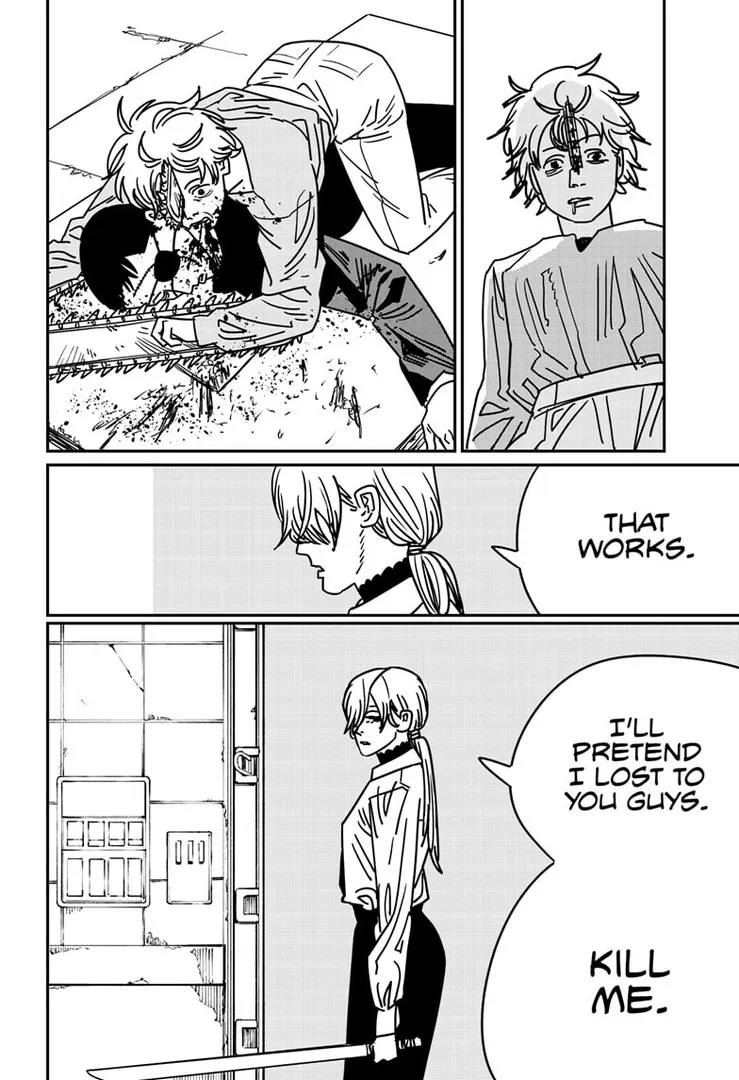 THAT
WORKS.
I'LL
PRETEND
I LOST TO
YOU GUYS.
KILL
ME.